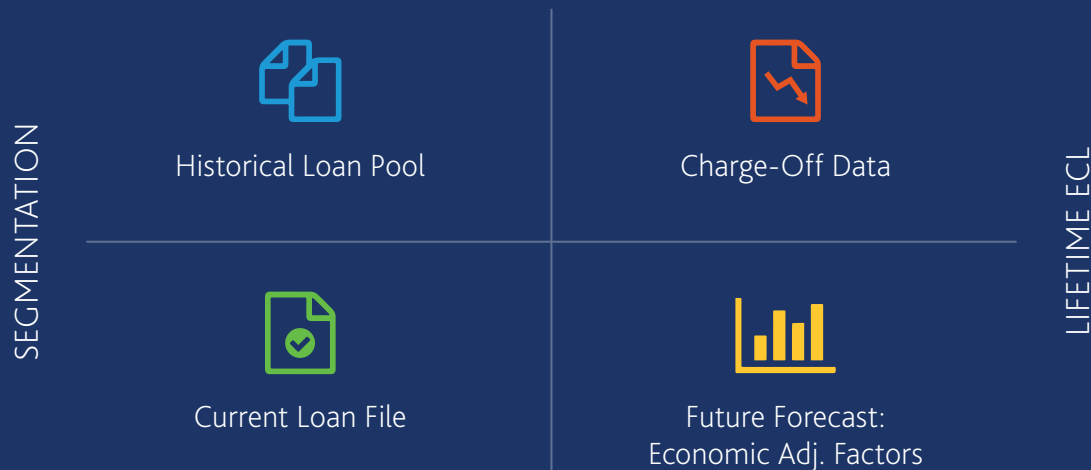 SEGMENTATION
Historical Loan Pool
Charge-Off Data
Current Loan File
Future Forecast:
Economic Adj. Factors
LIFETIME ECL